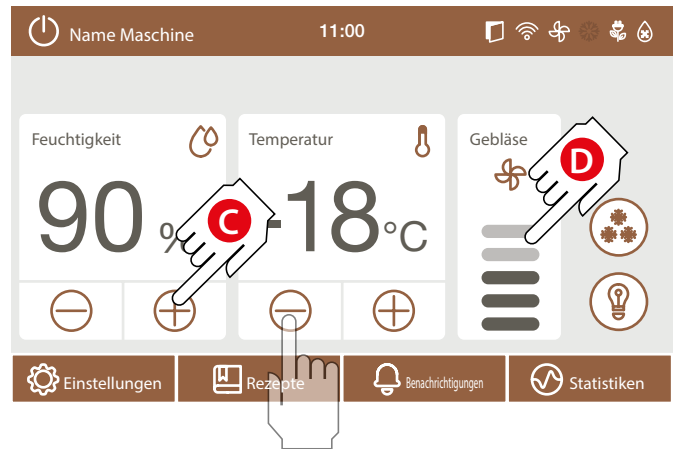 Name Maschine
11:00
Feuchtigkeit
Temperatur
Gebläse
D
90 %
C
-18°C
Einstellungen
Rezepte
Benachrichtigungen
Statistiken